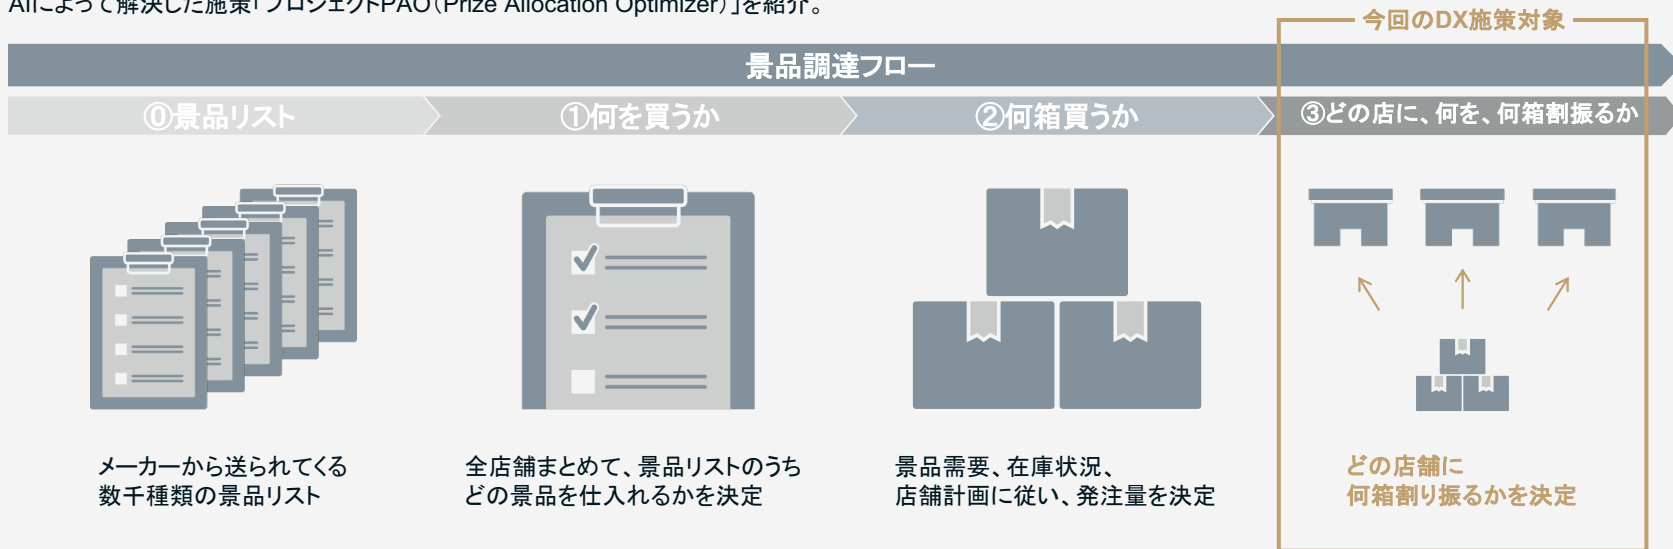 AIによって解決した施策「プロジェクトPAO（Prize Allocation Optimizer）」を紹介。
今回のDX施策対象
景品調達フロー
⓪景品リスト
①何を買うか
②何箱買うか
③どの店に、何を、何箱割振るか
メーカーから送られてくる
数千種類の景品リスト
全店舗まとめて、景品リストのうち
どの景品を仕入れるかを決定
景品需要、在庫状況、
店舗計画に従い、発注量を決定
どの店舗に
何箱割り振るかを決定